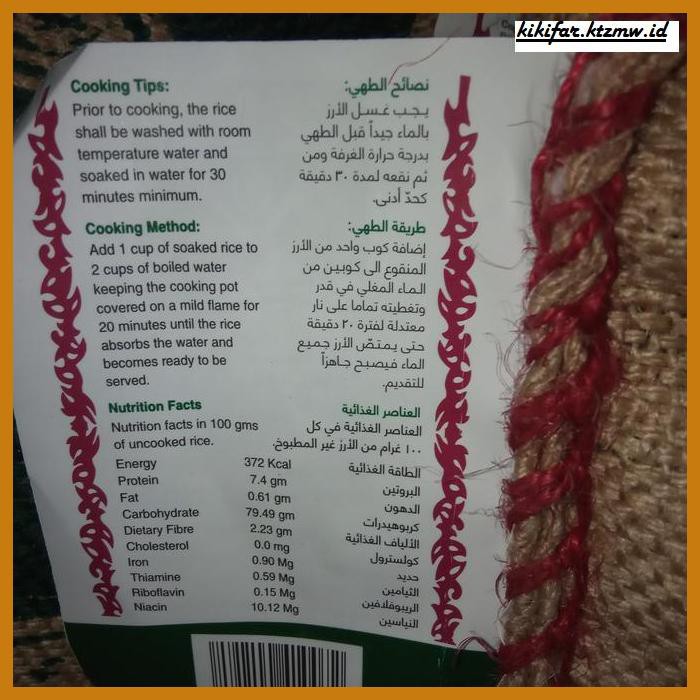 kikifar.ktzmw.id
Cooking Tips:
Prior to cooking, the rice
shall be washed with room
temperature water and
soaked in water for 30
minutes minimum.
نصائح الطهي:
يجب غسل الأرز
بالماء جيداً قبل الطهي
بدرجة حرارة الغرفة ومن
ثم نقعه لمدة ٣٠ دقيقة
كحدّ أدنى.
Cooking Method:
Add 1 cup of soaked rice to
2 cups of boiled water
keeping the cooking pot
covered on a mild flame for
20 minutes until the rice
absorbs the water and
becomes ready to be
served.
طريقة الطهي:
إضافة كوب واحد من الأرز
المنقوع الى كوبين من
الماء المغلي في قدر
وتغطيته تماما على نار
معتدلة لفترة ٢٠ دقيقة
حتى يمتصّ الأرز جميع
الماء فيصبح جاهزاً
للتقديم.
Nutrition Facts
Nutrition facts in 100 gms
of uncooked rice.
العناصر الغذائية
العناصر الغذائية في كل
١٠٠ غرام من الأرز غير المطبوخ.
Energy 372 Kcal الطاقة الغذائية
Protein 7.4 gm البروتين
Fat 0.61 gm الدهون
Carbohydrate 79.49 gm كربوهيدرات
Dietary Fibre 2.23 gm الألياف الغذائية
Cholesterol 0.0 mg كولسترول
Iron 0.90 Mg حديد
Thiamine 0.59 Mg الثيامين
Riboflavin 0.15 Mg الريبوفلافين
Niacin 10.12 Mg النياسين